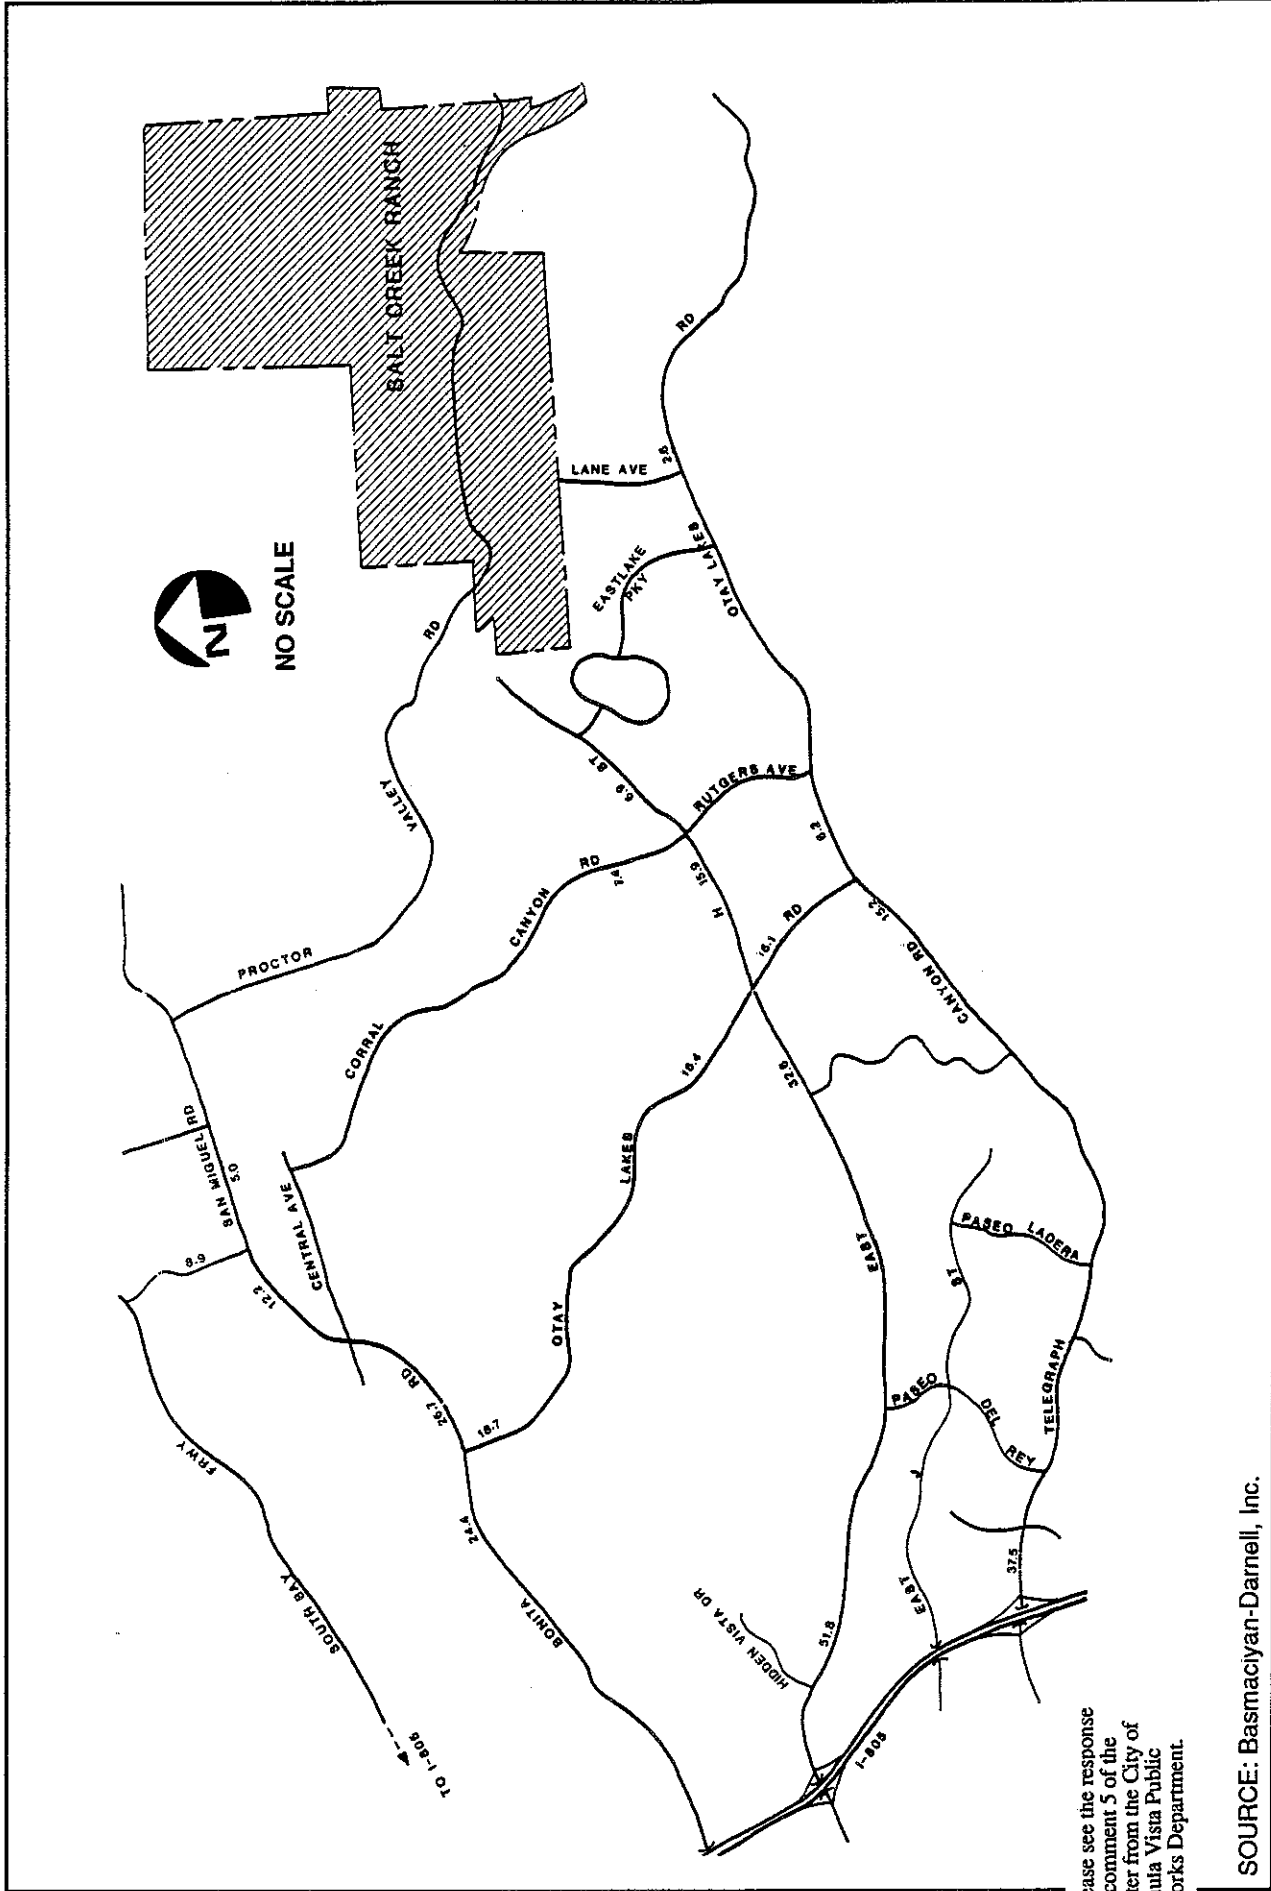 SALT CREEK RANCH
N
NO SCALE
PROCTOR
VALLEY
RD
SAN MIGUEL RD
5.0
8.9
12.2
CENTRAL AVE
CORRAL
CANYON
RD
7.4
RUTGERS AVE
LANE AVE
EASTLAKE
PKY
OTAY LAKES
2.6
RD
6.2
15.2
CANYON RD
TELEGRAPH
37.5
EAST
H
ST
6.9
15.9
32.6
51.8
OTAY
LAKES
RD
18.7
18.4
16.1
BONITA
RD
24.4
26.7
SOUTH BAY
FRWY
TO I-805
HIDDEN VISTA DR
I-805
EAST
ST
PASEO
DEL
REY
PASEO
LADERA
ease see the response
comment 5 of the
ter from the City of
ula Vista Public
orks Department.
SOURCE: Basmaciyan-Darnell, Inc.